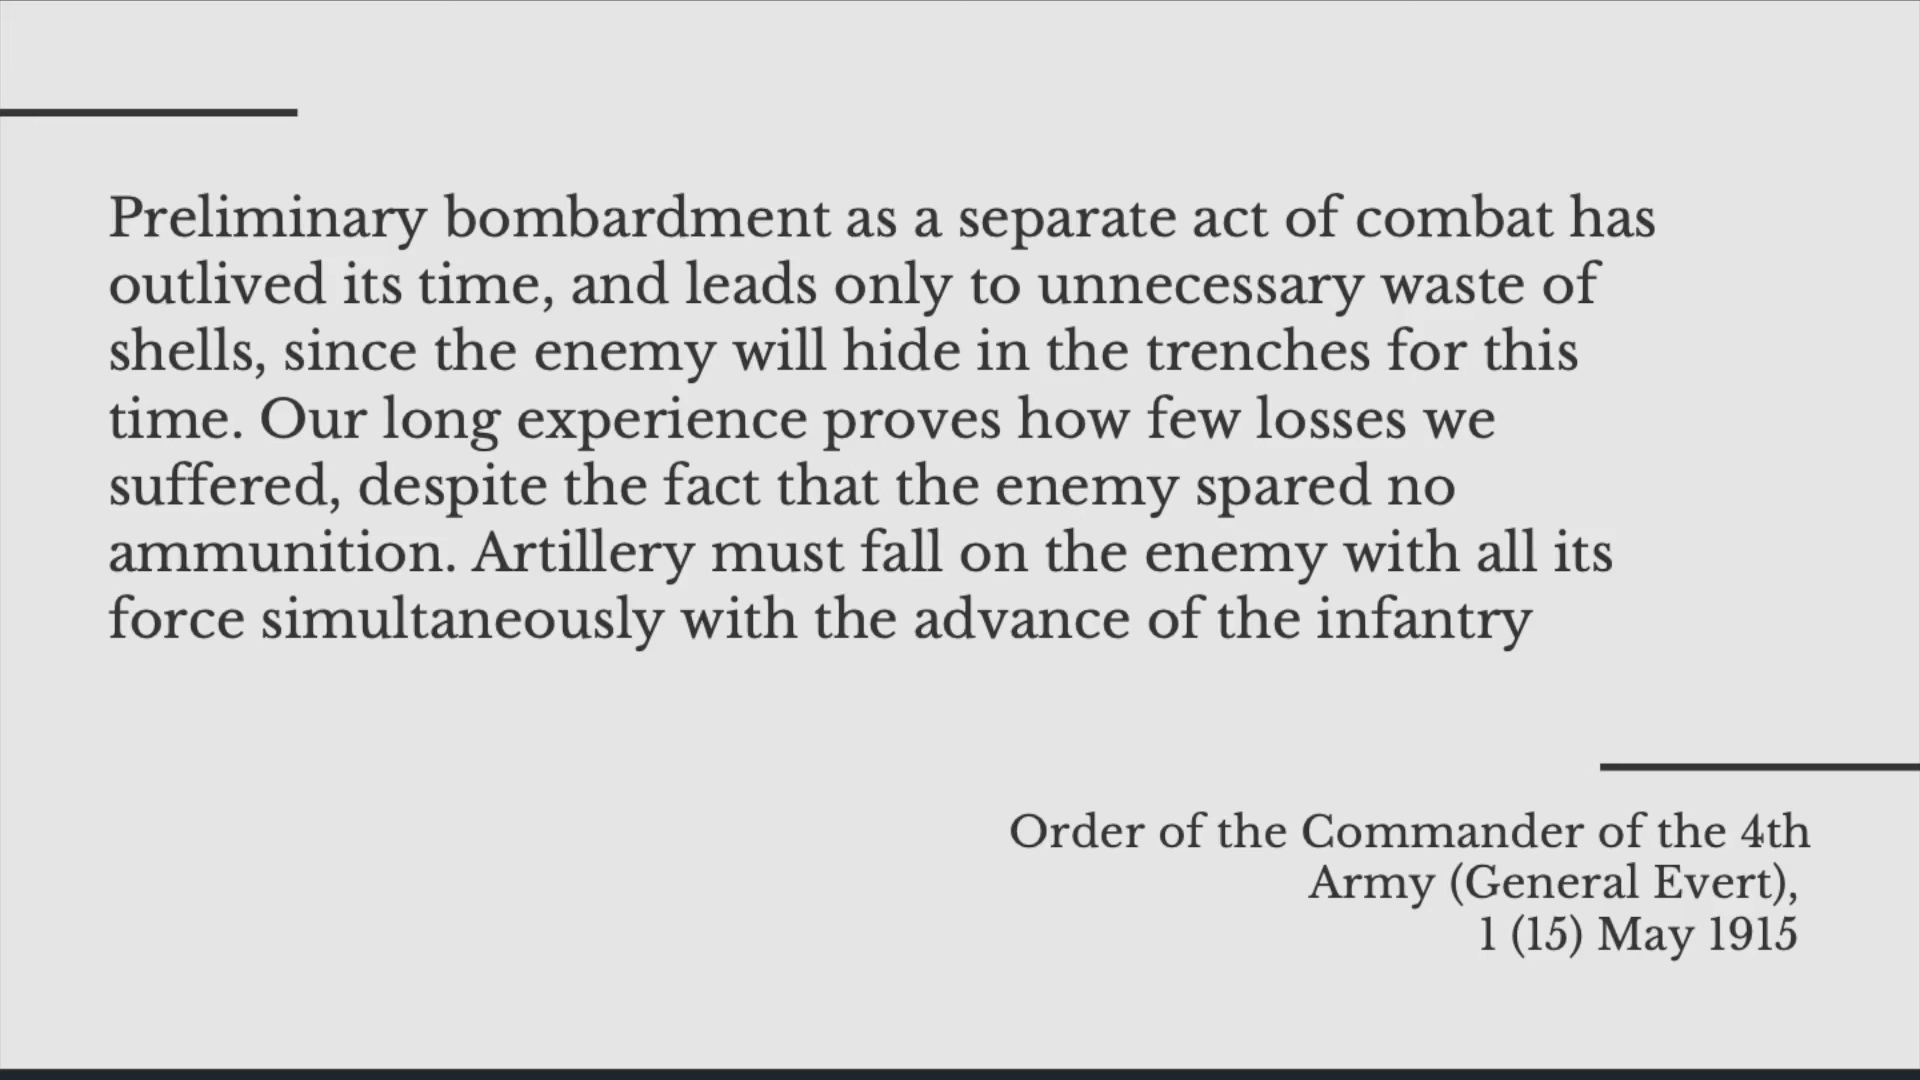 Preliminary bombardment as a separate act of combat has
outlived its time, and leads only to unnecessary waste of
shells, since the enemy will hide in the trenches for this
time. Our long experience proves how few losses we
suffered, despite the fact that the enemy spared no
ammunition. Artillery must fall on the enemy with all its
force simultaneously with the advance of the infantry
Order of the Commander of the 4th
Army (General Evert),
1 (15) May 1915